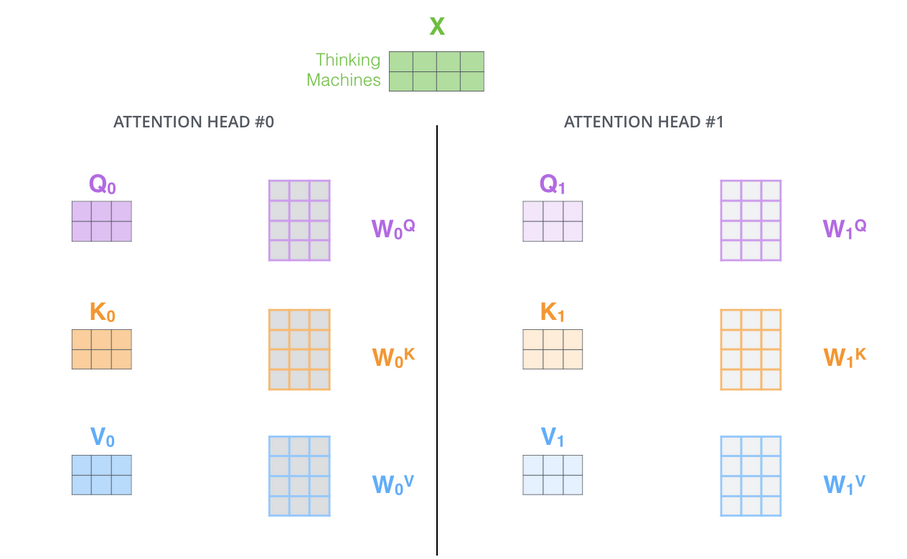 X
Thinking
Machines
ATTENTION HEAD #0
ATTENTION HEAD #1
Q₀
W₀Q
Q₁
W₁Q
K₀
W₀K
K₁
W₁K
V₀
W₀V
V₁
W₁V